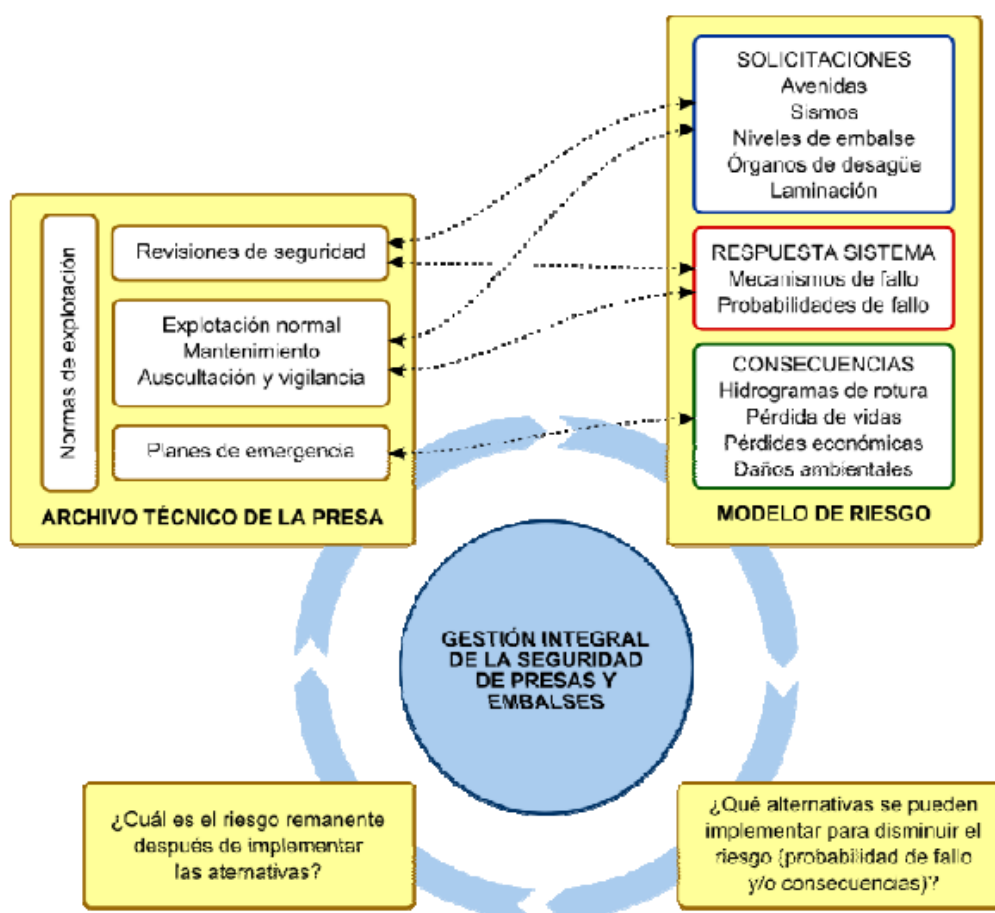 SOLICITACIONES
Avenidas
Sismos
Niveles de embalse
Órganos de desagüe
Laminación
RESPUESTA SISTEMA
Mecanismos de fallo
Probabilidades de fallo
CONSECUENCIAS
Hidrogramas de rotura
Pérdida de vidas
Pérdidas económicas
Daños ambientales
MODELO DE RIESGO
Normas de explotación
Revisiones de seguridad
Explotación normal
Mantenimiento
Auscultación y vigilancia
Planes de emergencia
ARCHIVO TÉCNICO DE LA PRESA
GESTIÓN INTEGRAL
DE LA SEGURIDAD
DE PRESAS Y
EMBALSES
¿Cuál es el riesgo remanente
después de implementar
las aternativas?
¿Qué alternativas se pueden
implementar para disminuir el
riesgo (probabilidad de fallo
y/o consecuencias)?